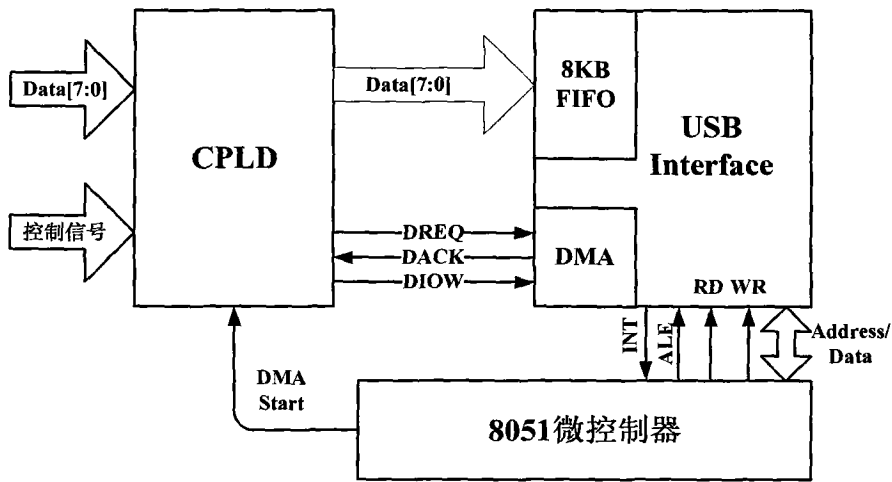 Data[7:0]
控制信号
CPLD
Data[7:0]
DREQ
DACK
DIOW
8KB
FIFO
USB
Interface
DMA
RD WR
INT
ALE
Address/
Data
DMA
Start
8051微控制器